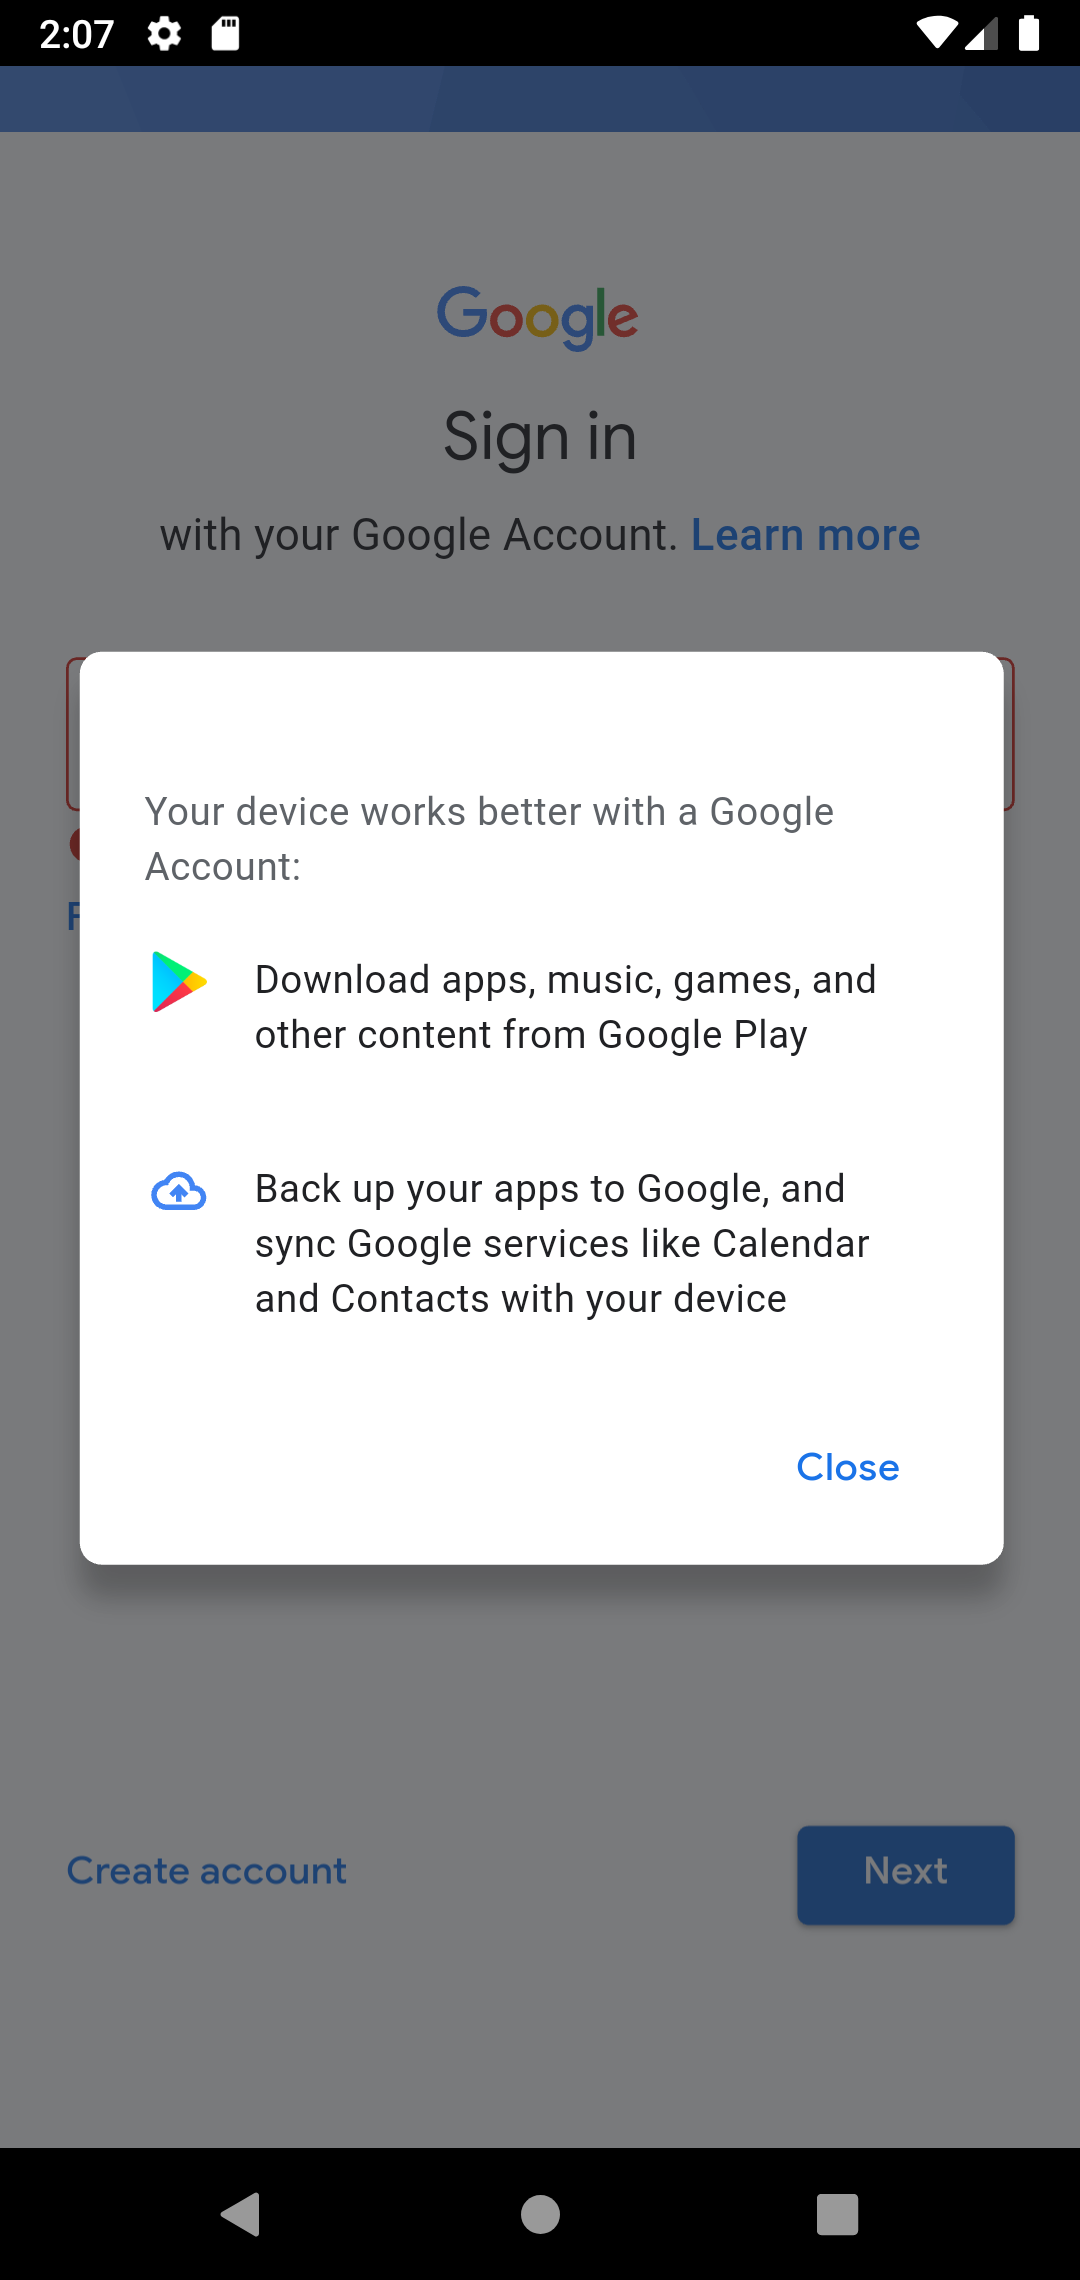 2:07
Google
Sign in
with your Google Account. Learn more
Your device works better with a Google
Account:
Download apps, music, games, and
other content from Google Play
Back up your apps to Google, and
sync Google services like Calendar
and Contacts with your device
Close
Create account
Next